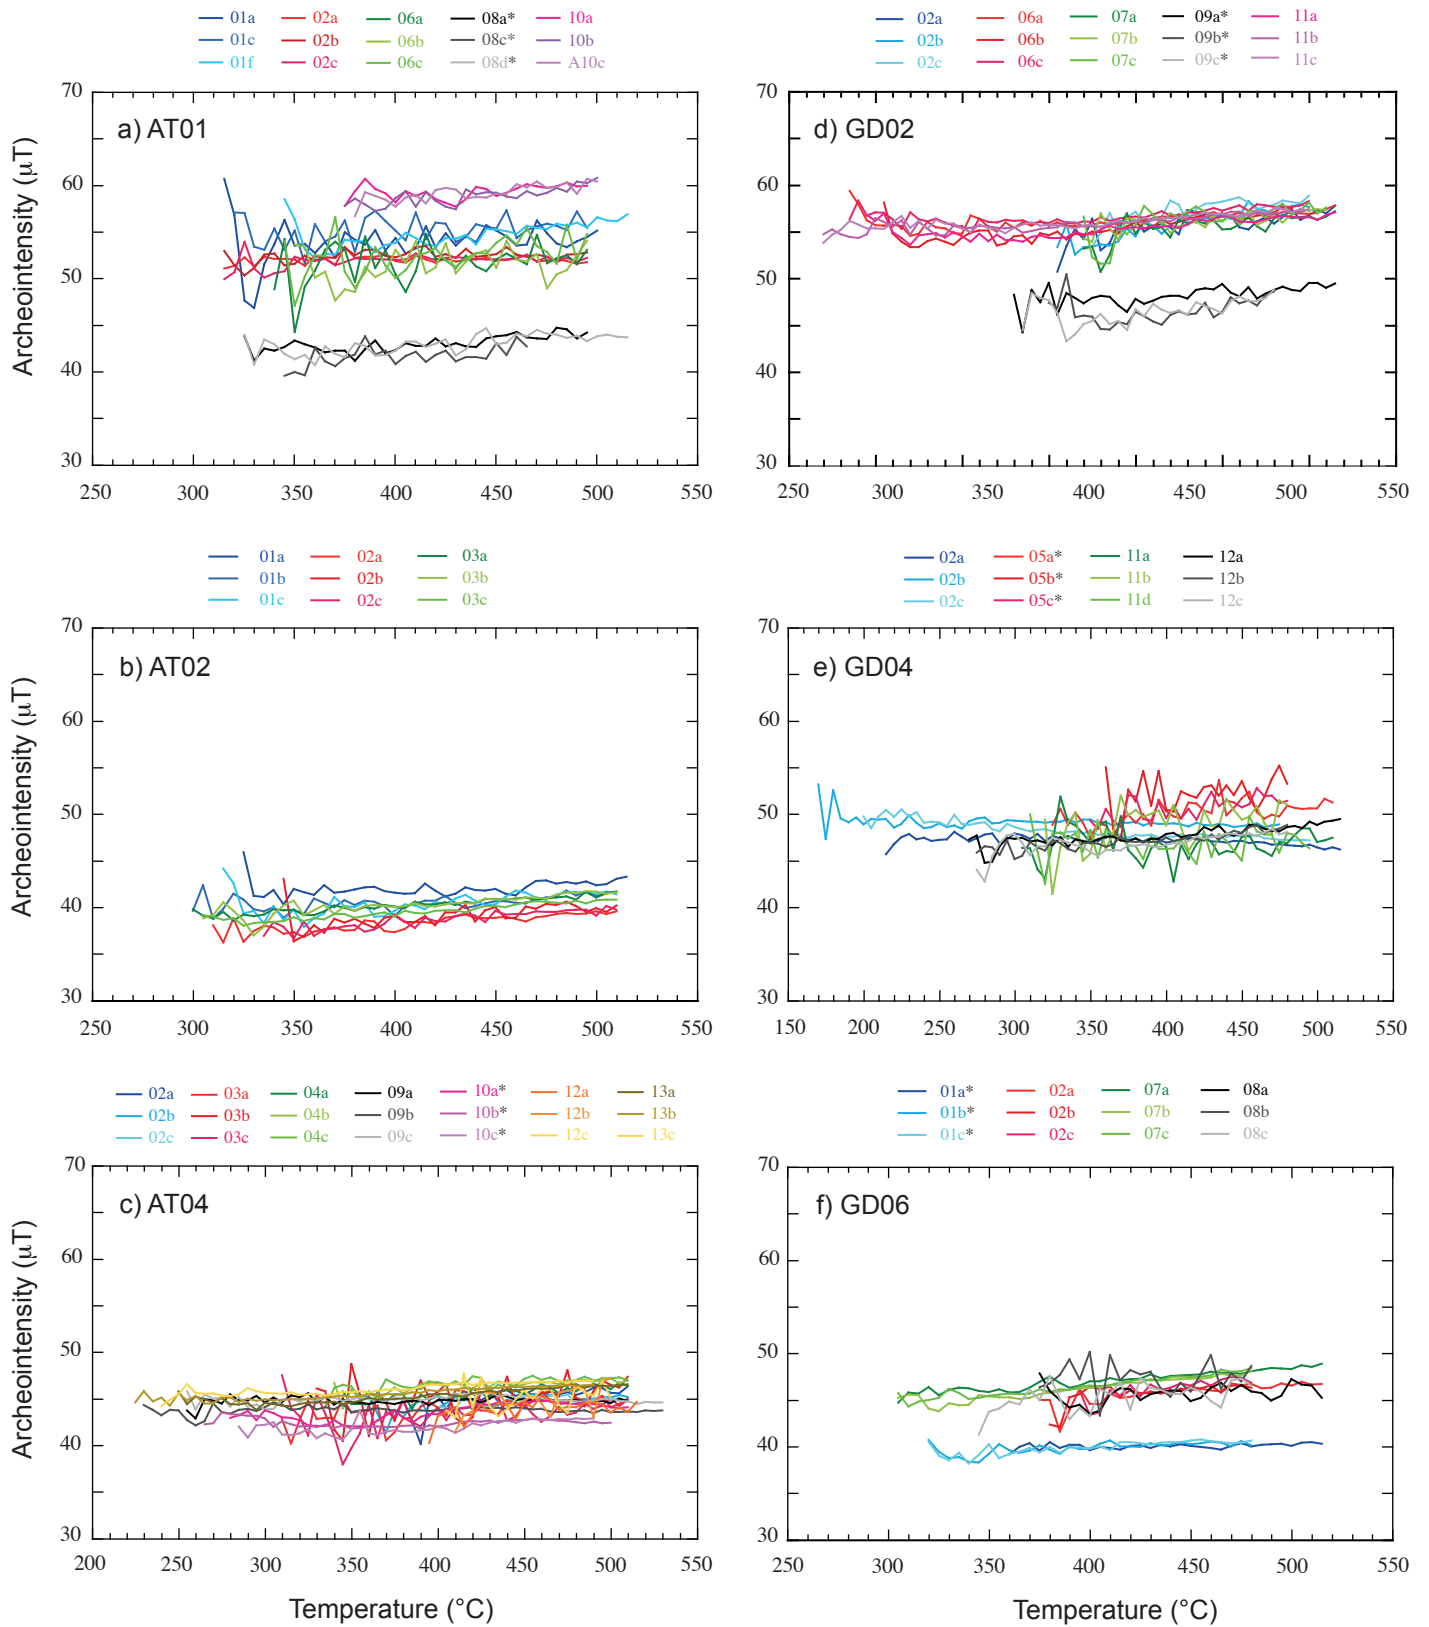 01a 02a 06a 08a* 10a
01c 02b 06b 08c* 10b
01f 02c 06c 08d* A10c
a) AT01
Archeointensity (μT)
70
60
50
40
30
250 300 350 400 450 500 550
02a 06a 07a 09a* 11a
02b 06b 07b 09b* 11b
02c 06c 07c 09c* 11c
d) GD02
70
60
50
40
30
250 300 350 400 450 500 550
01a 02a 03a
01b 02b 03b
01c 02c 03c
b) AT02
Archeointensity (μT)
70
60
50
40
30
250 300 350 400 450 500 550
02a 05a* 11a 12a
02b 05b* 11b 12b
02c 05c* 11d 12c
e) GD04
70
60
50
40
30
150 200 250 300 350 400 450 500 550
02a 03a 04a 09a 10a* 12a 13a
02b 03b 04b 09b 10b* 12b 13b
02c 03c 04c 09c 10c* 12c 13c
c) AT04
Archeointensity (μT)
70
60
50
40
30
200 250 300 350 400 450 500 550
Temperature (°C)
01a* 02a 07a 08a
01b* 02b 07b 08b
01c* 02c 07c 08c
f) GD06
70
60
50
40
30
250 300 350 400 450 500 550
Temperature (°C)